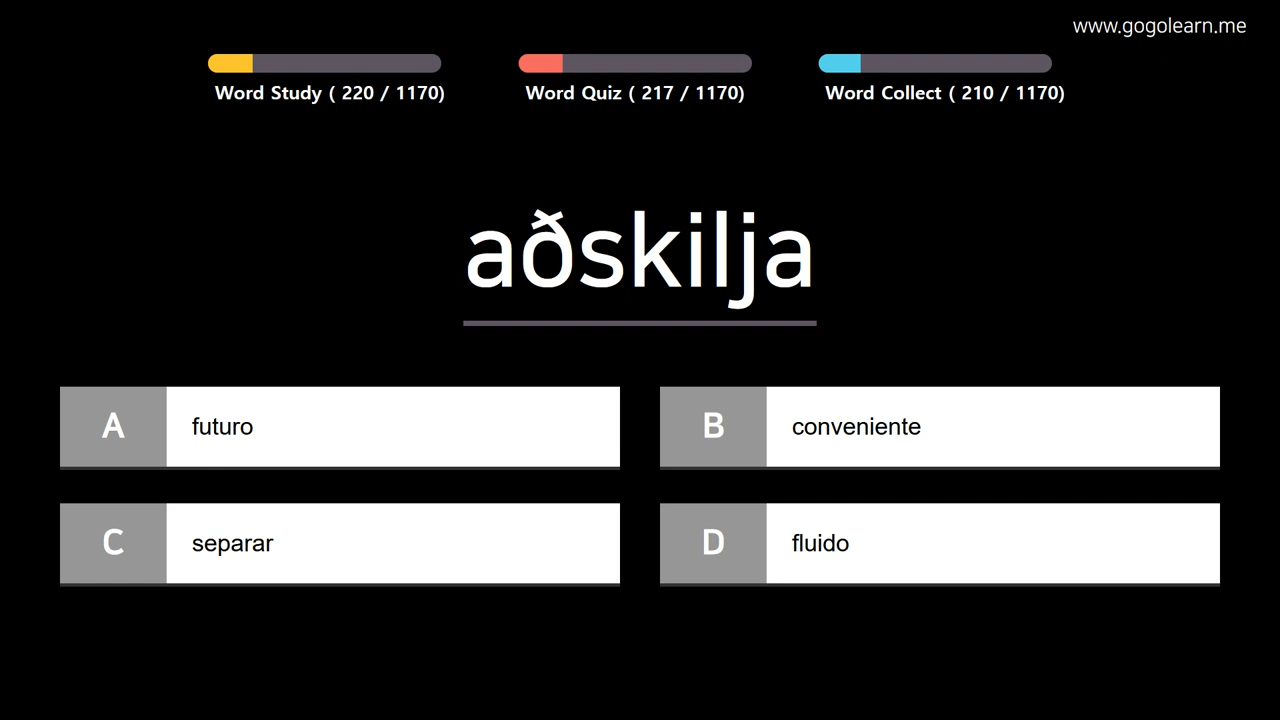 www.gogolearn.me
Word Study ( 220 / 1170)
Word Quiz ( 217 / 1170)
Word Collect ( 210 / 1170)
aðskilja
A
futuro
B
conveniente
C
separar
D
fluido